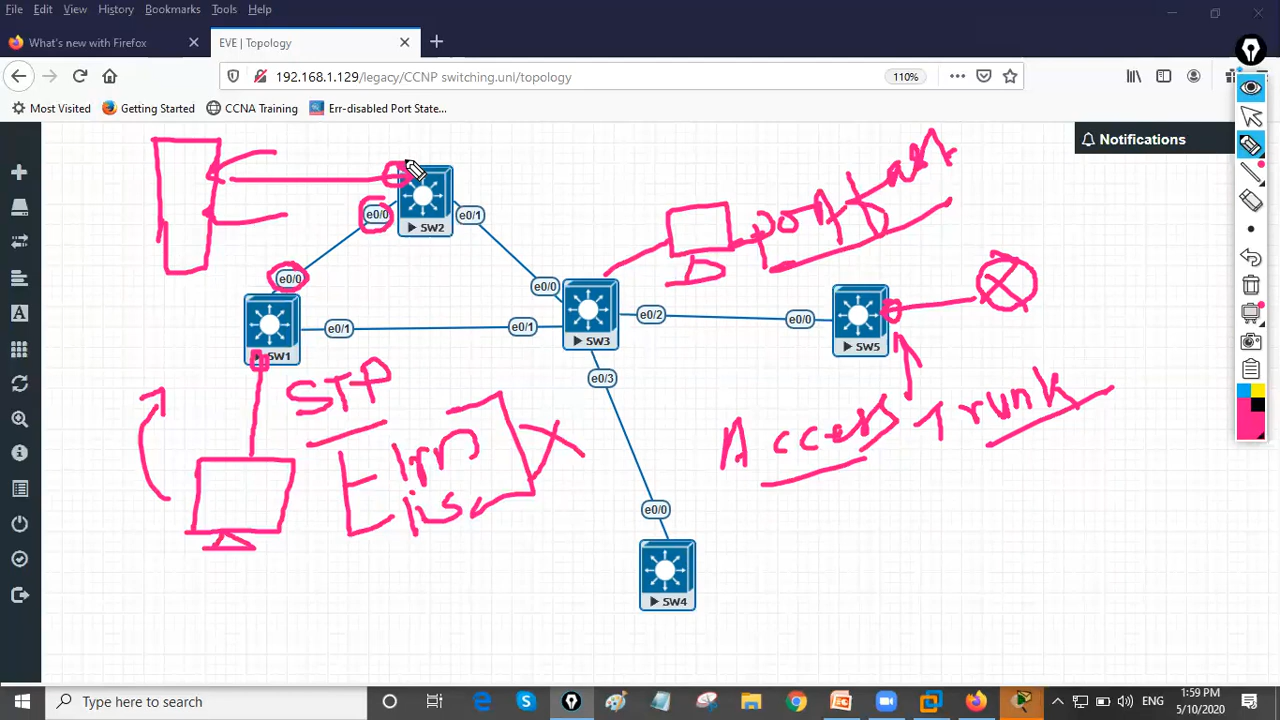 File Edit View History Bookmarks Tools Help
What's new with Firefox
EVE | Topology
192.168.1.129/legacy/CCNP switching.unl/topology
110%
Most Visited Getting Started CCNA Training Err-disabled Port State...
Notifications
SW2
e0/0
e0/1
e0/0
e0/0
SW1
e0/1
e0/1
SW3
e0/2
e0/0
SW5
e0/3
STP
Access Trunk
e0/0
SW4
Type here to search
ENG
1:59 PM
5/10/2020